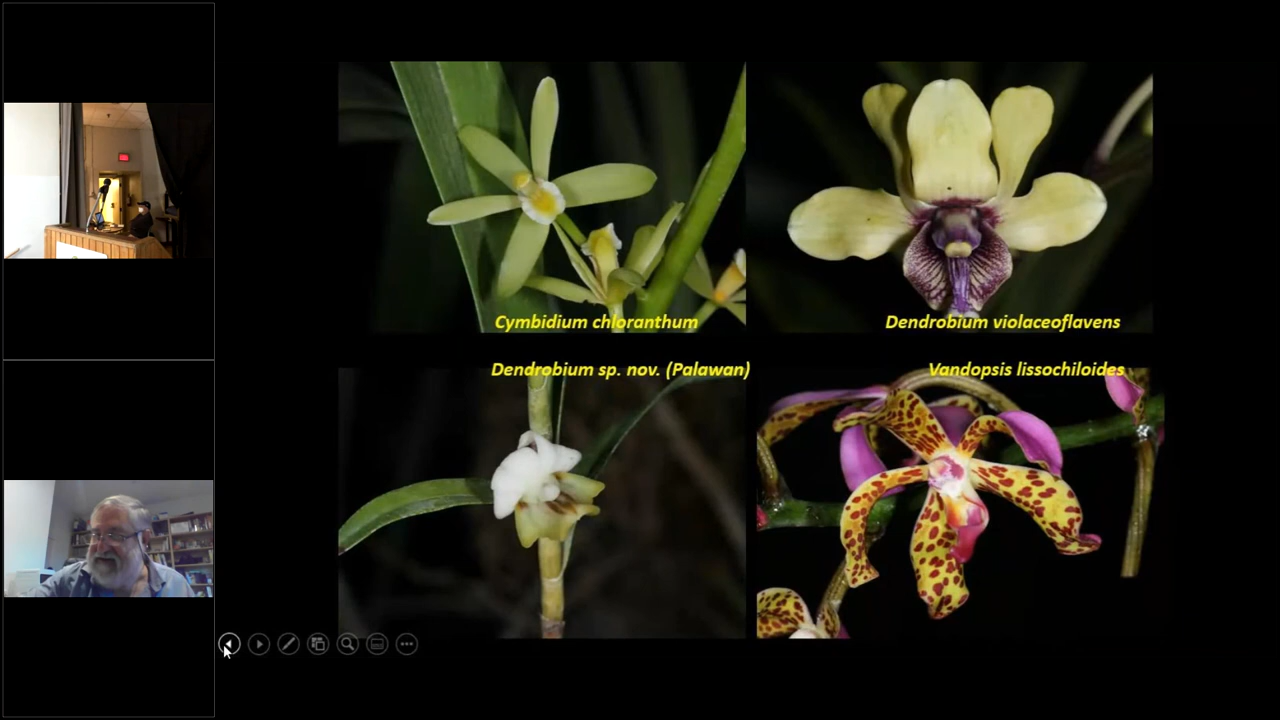 Cymbidium chloranthum
Dendrobium violaceoflavens
Dendrobium sp. nov. (Palawan)
Vandopsis lissochiloides